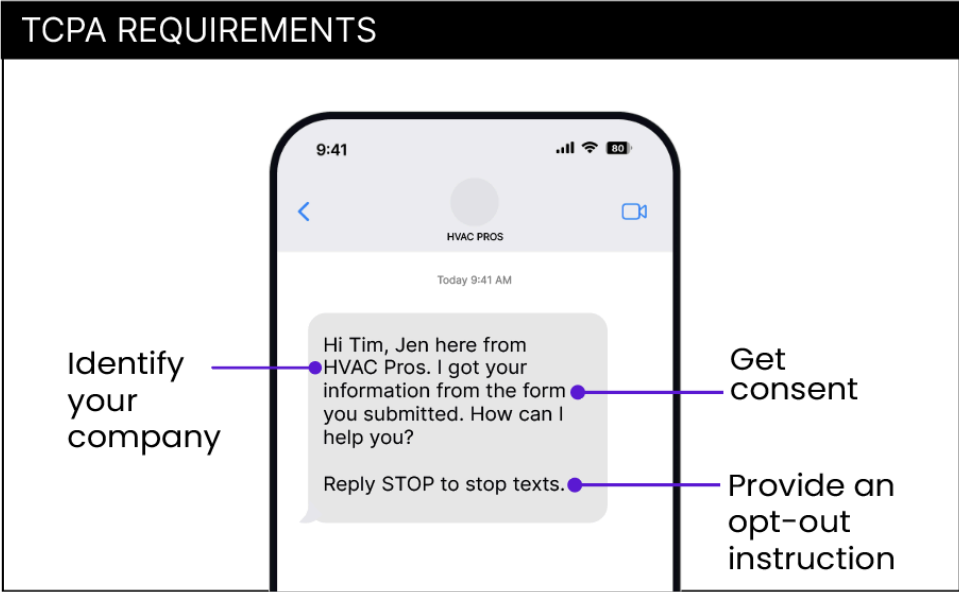 TCPA REQUIREMENTS
9:41
80
HVAC PROS
Today 9:41 AM
Hi Tim, Jen here from
HVAC Pros. I got your
information from the form
you submitted. How can I
help you?
Reply STOP to stop texts.
Identify
your
company
Get
consent
Provide an
opt-out
instruction